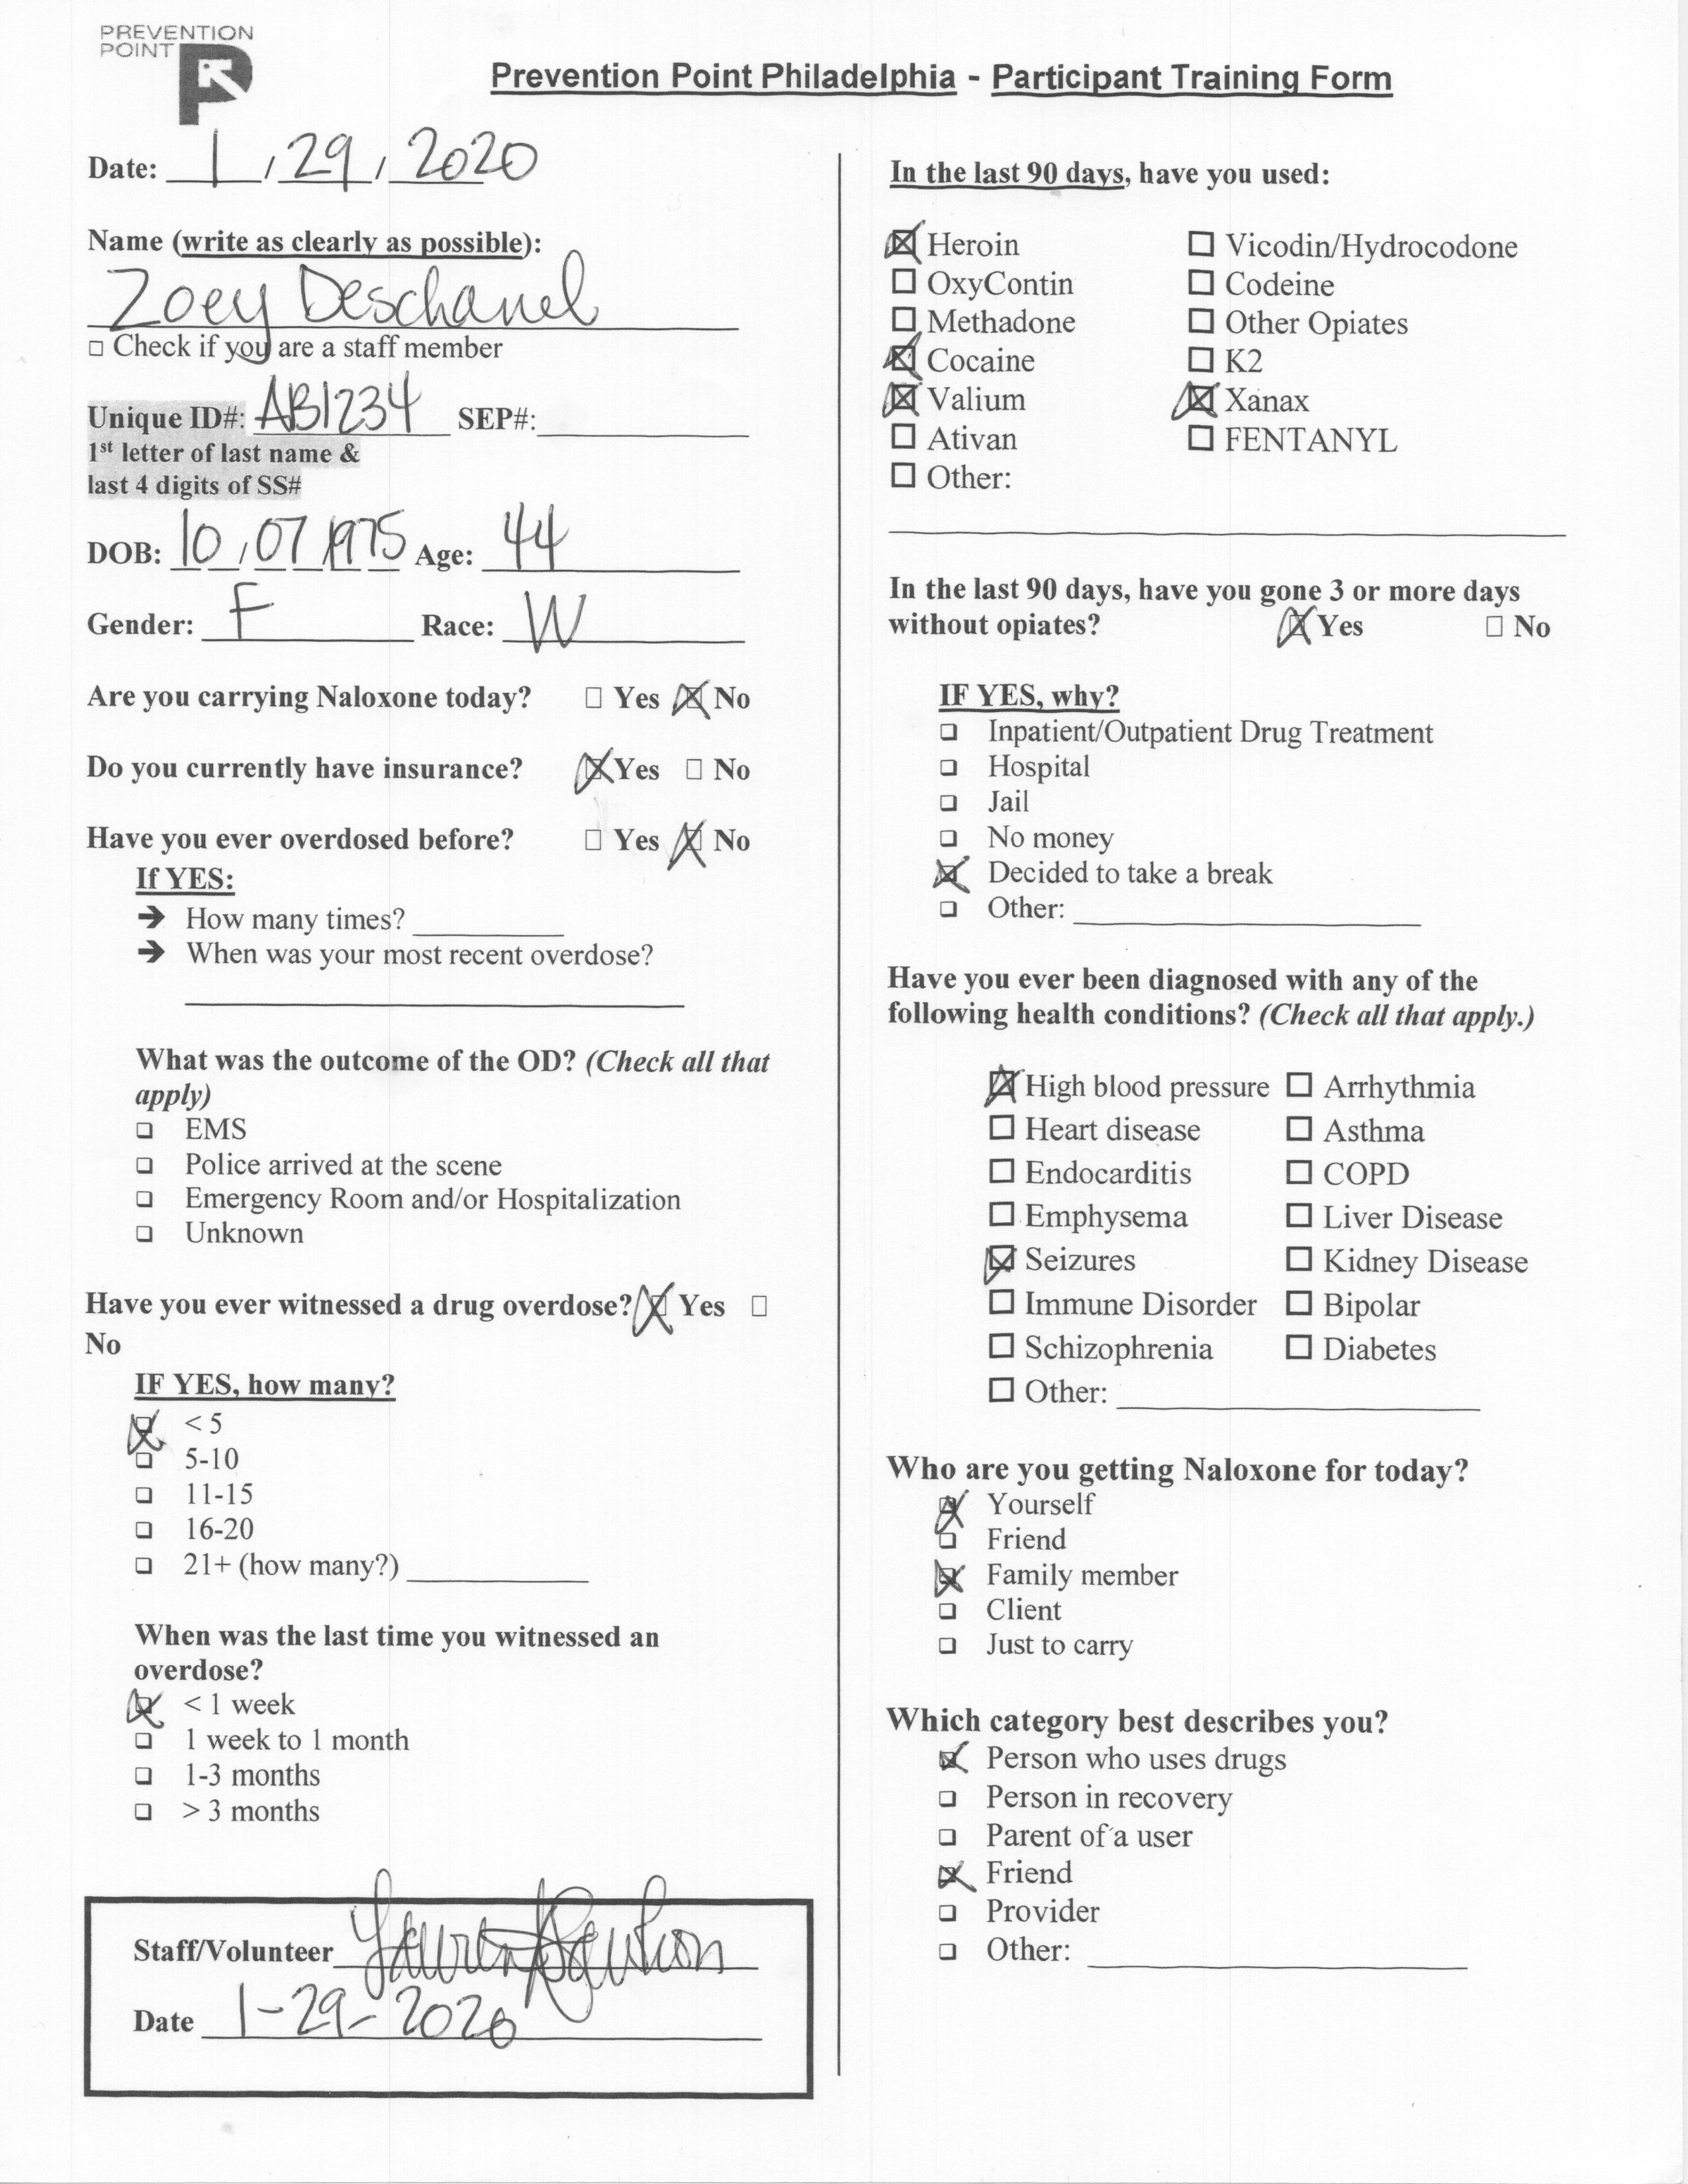 PREVENTION
POINT
Prevention Point Philadelphia - Participant Training Form
Date: 1 / 29 / 2020
Name (write as clearly as possible):
Zoey Deschanel
☐ Check if you are a staff member
Unique ID#: AB1234 SEP#:
1st letter of last name &
last 4 digits of SS#
DOB: 10 / 07 / 1975 Age: 44
Gender: F Race: W
Are you carrying Naloxone today? ☐ Yes ☒ No
Do you currently have insurance? ☒ Yes ☐ No
Have you ever overdosed before? ☐ Yes ☒ No
If YES:
➔ How many times?
➔ When was your most recent overdose?
What was the outcome of the OD? (Check all that
apply)
☐ EMS
☐ Police arrived at the scene
☐ Emergency Room and/or Hospitalization
☐ Unknown
Have you ever witnessed a drug overdose? ☒ Yes ☐
No
IF YES, how many?
☒ < 5
☐ 5-10
☐ 11-15
☐ 16-20
☐ 21+ (how many?)
When was the last time you witnessed an
overdose?
☒ < 1 week
☐ 1 week to 1 month
☐ 1-3 months
☐ > 3 months
Staff/Volunteer
Date 1-29-2020
In the last 90 days, have you used:
☒ Heroin ☐ Vicodin/Hydrocodone
☐ OxyContin ☐ Codeine
☐ Methadone ☐ Other Opiates
☒ Cocaine ☐ K2
☒ Valium ☒ Xanax
☐ Ativan ☐ FENTANYL
☐ Other:
In the last 90 days, have you gone 3 or more days
without opiates? ☒ Yes ☐ No
IF YES, why?
☐ Inpatient/Outpatient Drug Treatment
☐ Hospital
☐ Jail
☐ No money
☒ Decided to take a break
☐ Other:
Have you ever been diagnosed with any of the
following health conditions? (Check all that apply.)
☒ High blood pressure ☐ Arrhythmia
☐ Heart disease ☐ Asthma
☐ Endocarditis ☐ COPD
☐ Emphysema ☐ Liver Disease
☒ Seizures ☐ Kidney Disease
☐ Immune Disorder ☐ Bipolar
☐ Schizophrenia ☐ Diabetes
☐ Other:
Who are you getting Naloxone for today?
☒ Yourself
☐ Friend
☒ Family member
☐ Client
☐ Just to carry
Which category best describes you?
☒ Person who uses drugs
☐ Person in recovery
☐ Parent of a user
☒ Friend
☐ Provider
☐ Other: